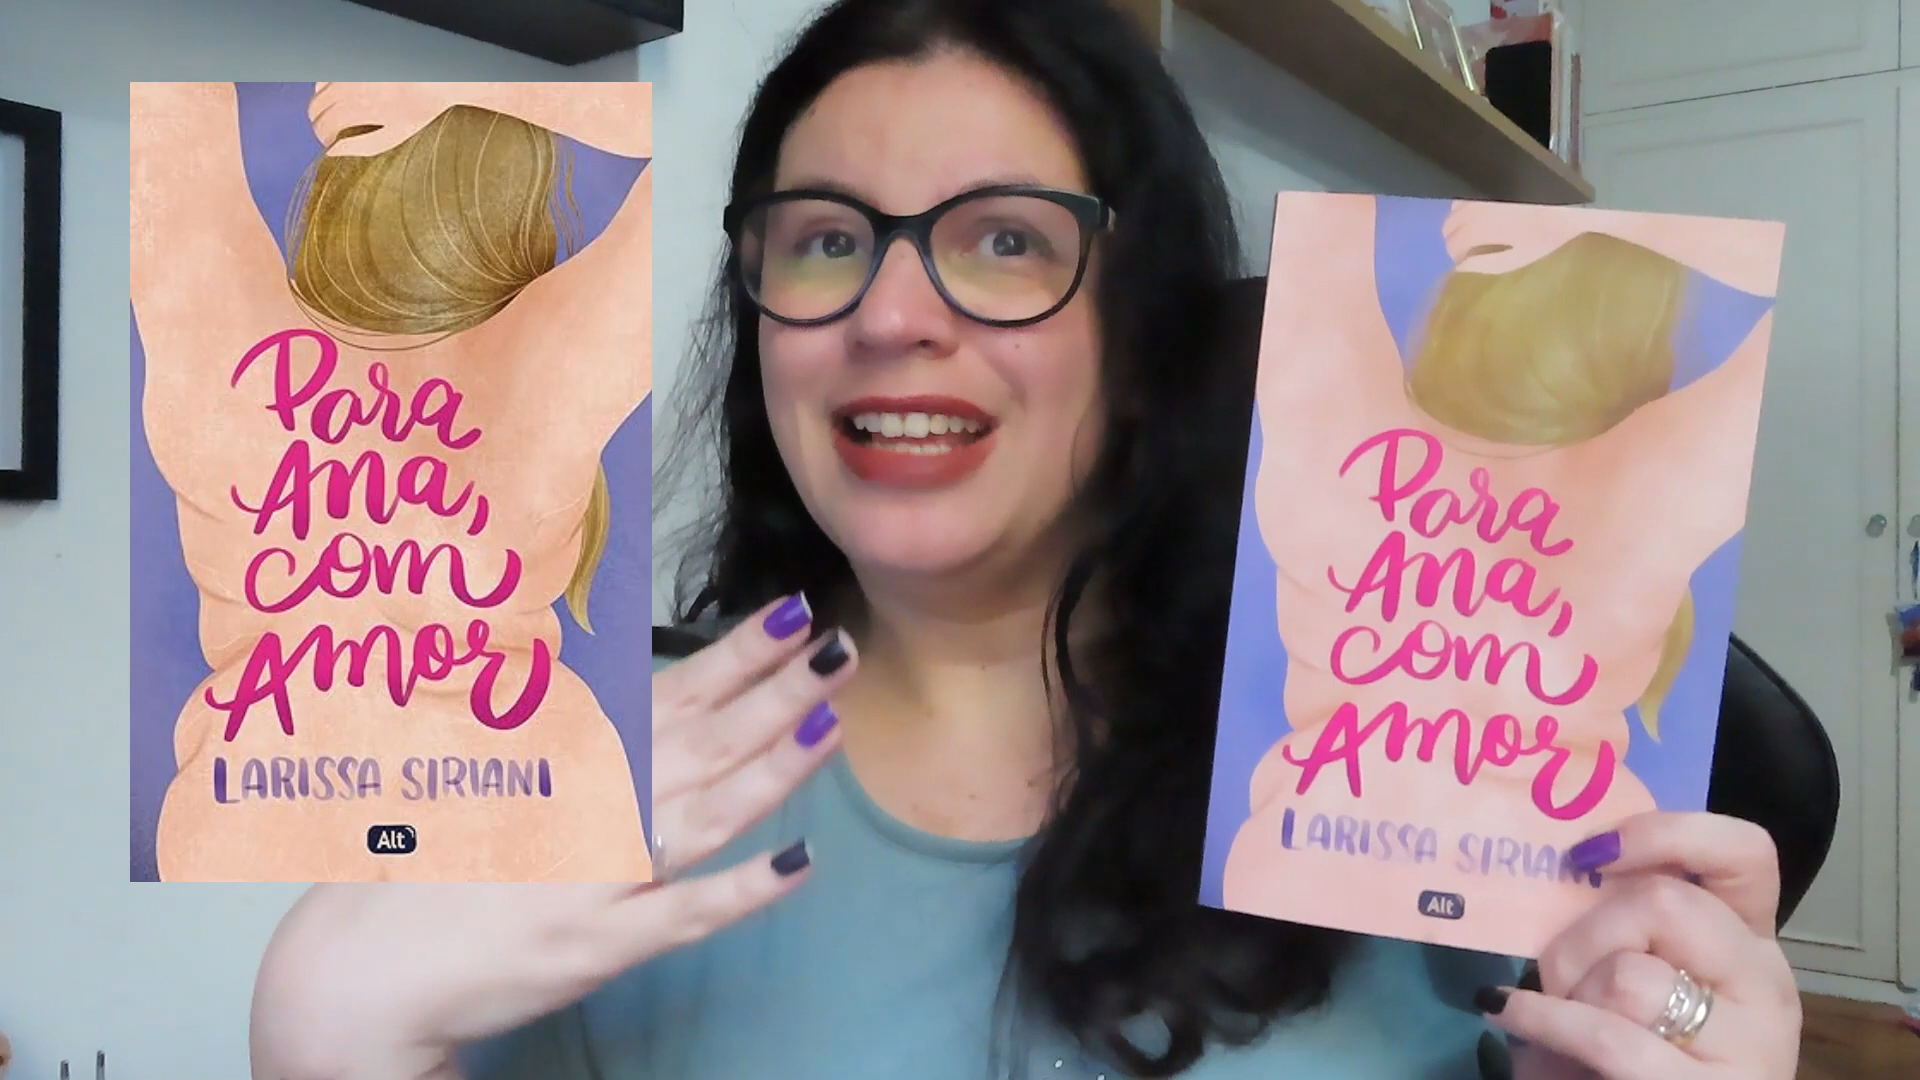 Para
Ana,
com
Amor
LARISSA SIRIANI
Alt
Para
Ana,
com
Amor
LARISSA SIRIANI
Alt